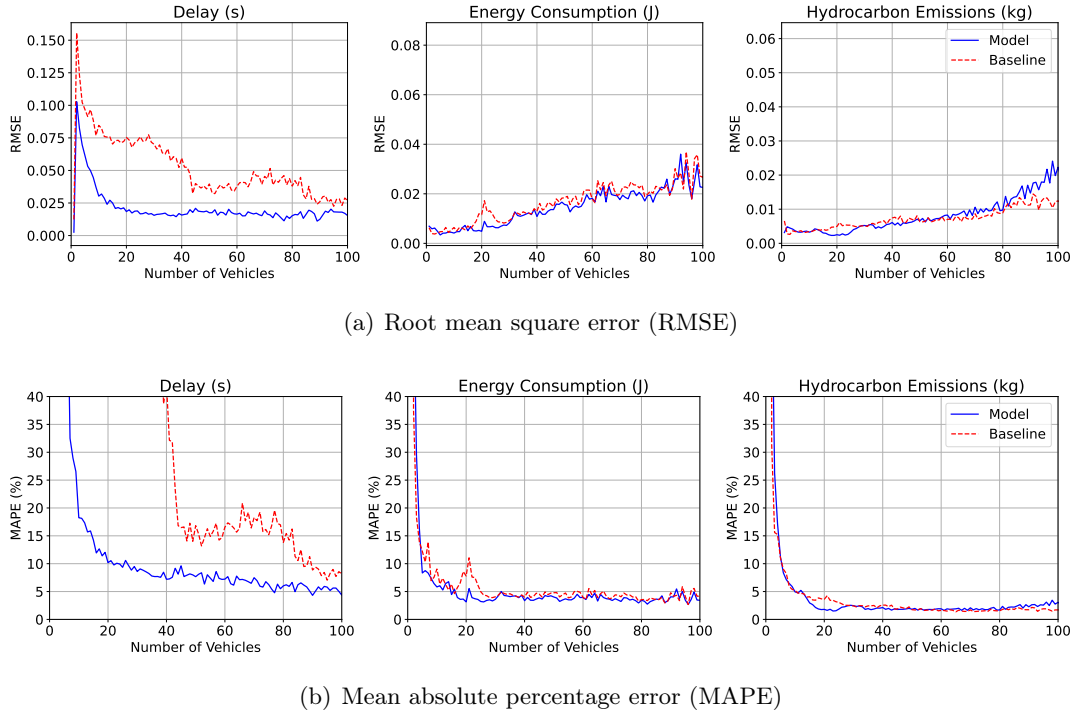 Delay (s)
0.150
0.125
0.100
0.075
0.050
0.025
0.000
RMSE
0 20 40 60 80 100
Number of Vehicles
Energy Consumption (J)
0.08
0.06
0.04
0.02
0.00
RMSE
0 20 40 60 80 100
Number of Vehicles
Hydrocarbon Emissions (kg)
0.06
0.05
0.04
0.03
0.02
0.01
0.00
RMSE
0 20 40 60 80 100
Number of Vehicles
Model
Baseline
(a) Root mean square error (RMSE)
Delay (s)
40
35
30
25
20
15
10
5
0
MAPE (%)
0 20 40 60 80 100
Number of Vehicles
Energy Consumption (J)
40
35
30
25
20
15
10
5
0
MAPE (%)
0 20 40 60 80 100
Number of Vehicles
Hydrocarbon Emissions (kg)
40
35
30
25
20
15
10
5
0
MAPE (%)
0 20 40 60 80 100
Number of Vehicles
Model
Baseline
(b) Mean absolute percentage error (MAPE)